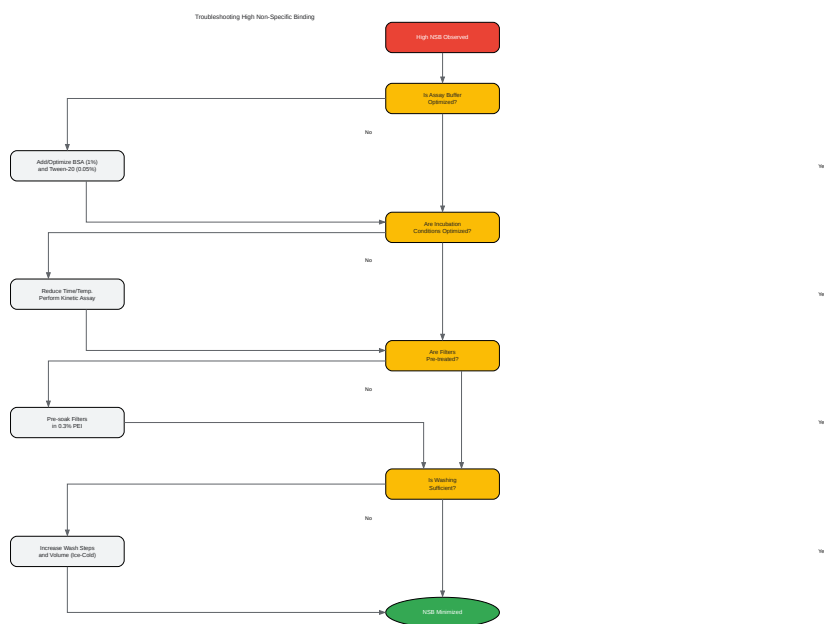 Troubleshooting High Non-Specific Binding
High NSB Observed
Is Assay Buffer
Optimized?
No
Add/Optimize BSA (1%)
and Tween-20 (0.05%)
Are Incubation
Conditions Optimized?
No
Reduce Time/Temp.
Perform Kinetic Assay
Are Filters
Pre-treated?
No
Pre-soak Filters
in 0.3% PEI
Is Washing
Sufficient?
No
Increase Wash Steps
and Volume (Ice-Cold)
NSB Minimized